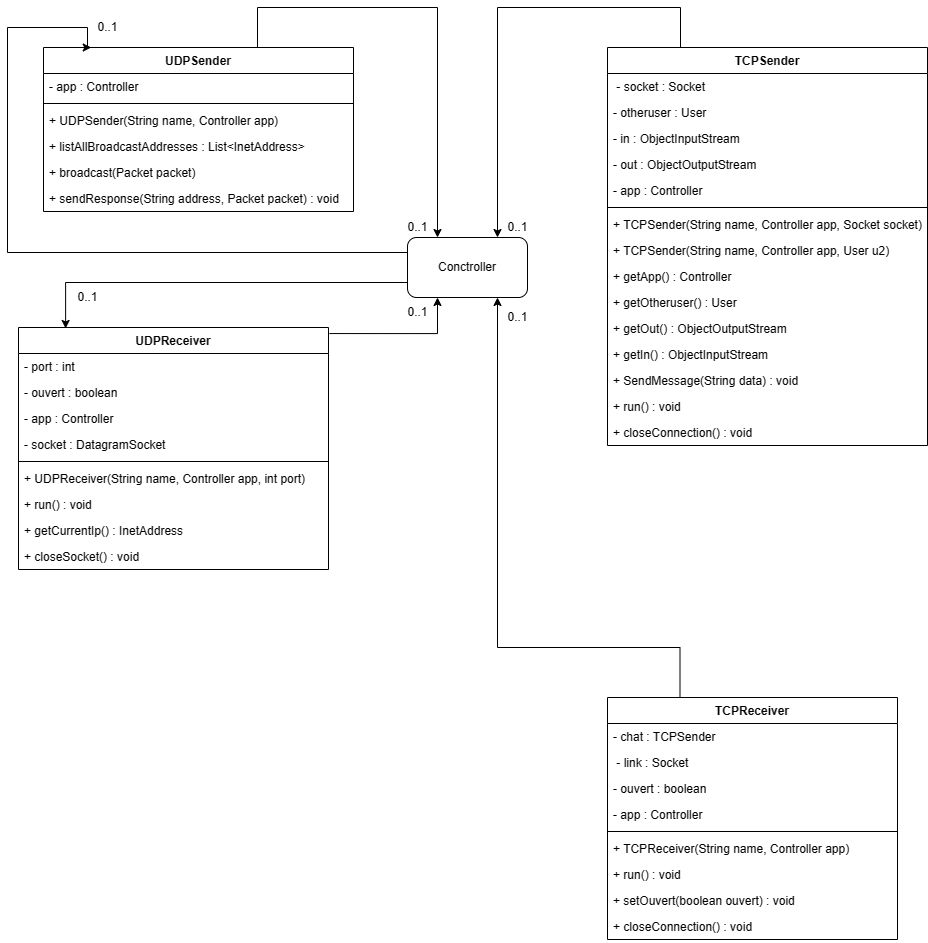 0..1
UDPSender
- app : Controller
+ UDPSender(String name, Controller app)
+ listAllBroadcastAddresses : List<InetAddress>
+ broadcast(Packet packet)
+ sendResponse(String address, Packet packet) : void
TCPSender
- socket : Socket
- otheruser : User
- in : ObjectInputStream
- out : ObjectOutputStream
- app : Controller
+ TCPSender(String name, Controller app, Socket socket)
+ TCPSender(String name, Controller app, User u2)
+ getApp() : Controller
+ getOtheruser() : User
+ getOut() : ObjectOutputStream
+ getIn() : ObjectInputStream
+ SendMessage(String data) : void
+ run() : void
+ closeConnection() : void
0..1
0..1
Conctroller
0..1
0..1
0..1
UDPReceiver
- port : int
- ouvert : boolean
- app : Controller
- socket : DatagramSocket
+ UDPReceiver(String name, Controller app, int port)
+ run() : void
+ getCurrentIp() : InetAddress
+ closeSocket() : void
TCPReceiver
- chat : TCPSender
- link : Socket
- ouvert : boolean
- app : Controller
+ TCPReceiver(String name, Controller app)
+ run() : void
+ setOuvert(boolean ouvert) : void
+ closeConnection() : void